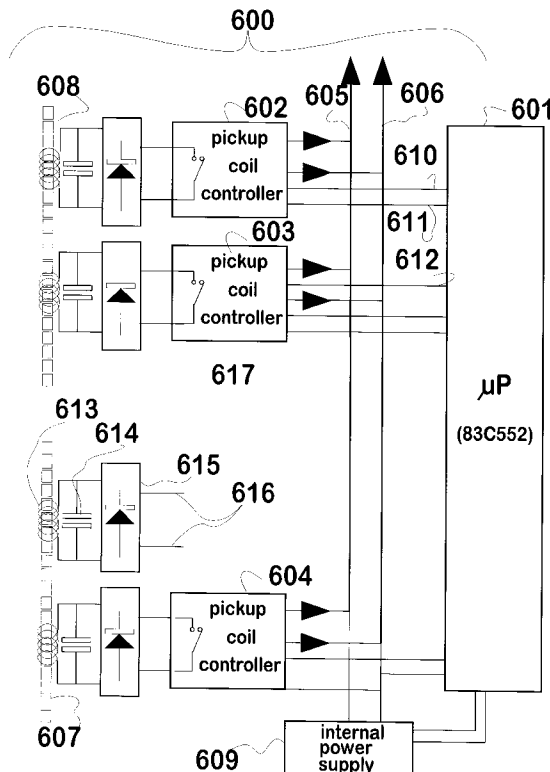 600
608
602
605
606
601
pickup
coil
controller
610
611
603
612
pickup
coil
controller
617
µP
(83C552)
613
614
615
616
604
pickup
coil
controller
607
609
internal
power
supply